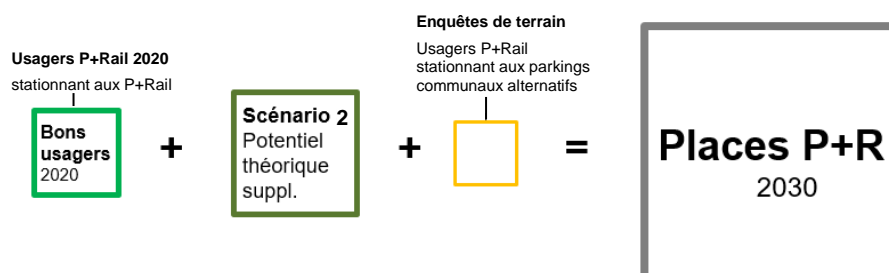 Usagers P+Rail 2020
stationnant aux P+Rail
Bons
usagers
2020
+
Scénario 2
Potentiel
théorique
suppl.
+
Enquêtes de terrain
Usagers P+Rail
stationnant aux parkings
communaux alternatifs
=
Places P+R
2030